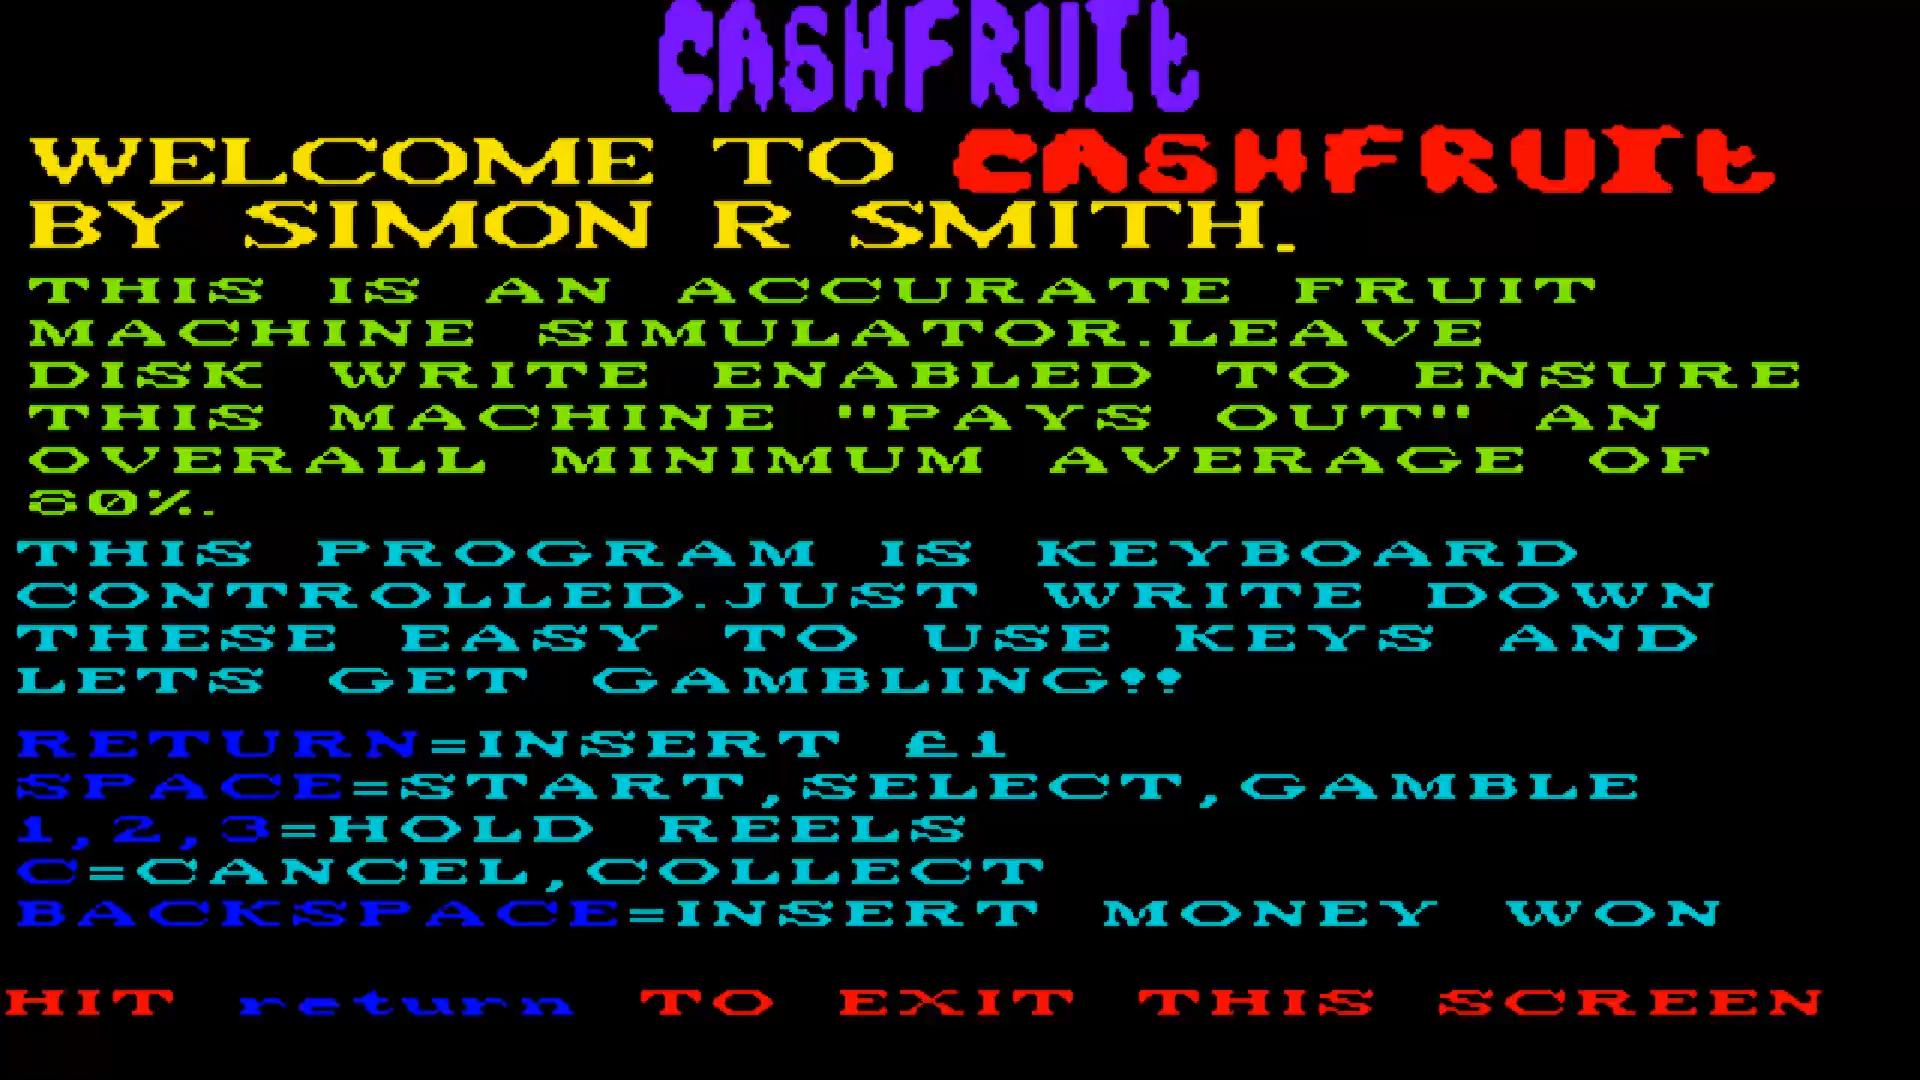 CASHFRUIt
WELCOME TO CASHFRUIt
BY SIMON R SMITH.
THIS IS AN ACCURATE FRUIT
MACHINE SIMULATOR.LEAVE
DISK WRITE ENABLED TO ENSURE
THIS MACHINE "PAYS OUT" AN
OVERALL MINIMUM AVERAGE OF
80%.
THIS PROGRAM IS KEYBOARD
CONTROLLED.JUST WRITE DOWN
THESE EASY TO USE KEYS AND
LETS GET GAMBLING!!
RETURN=INSERT £1
SPACE=START,SELECT,GAMBLE
1,2,3=HOLD REELS
C=CANCEL,COLLECT
BACKSPACE=INSERT MONEY WON
HIT return TO EXIT THIS SCREEN